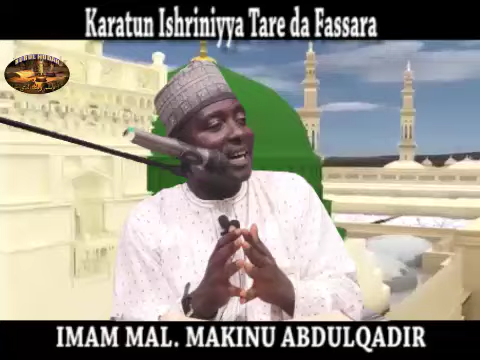 Karatun Ishriniyya Tare da Fassara
IMAM MAL. MAKINU ABDULQADIR